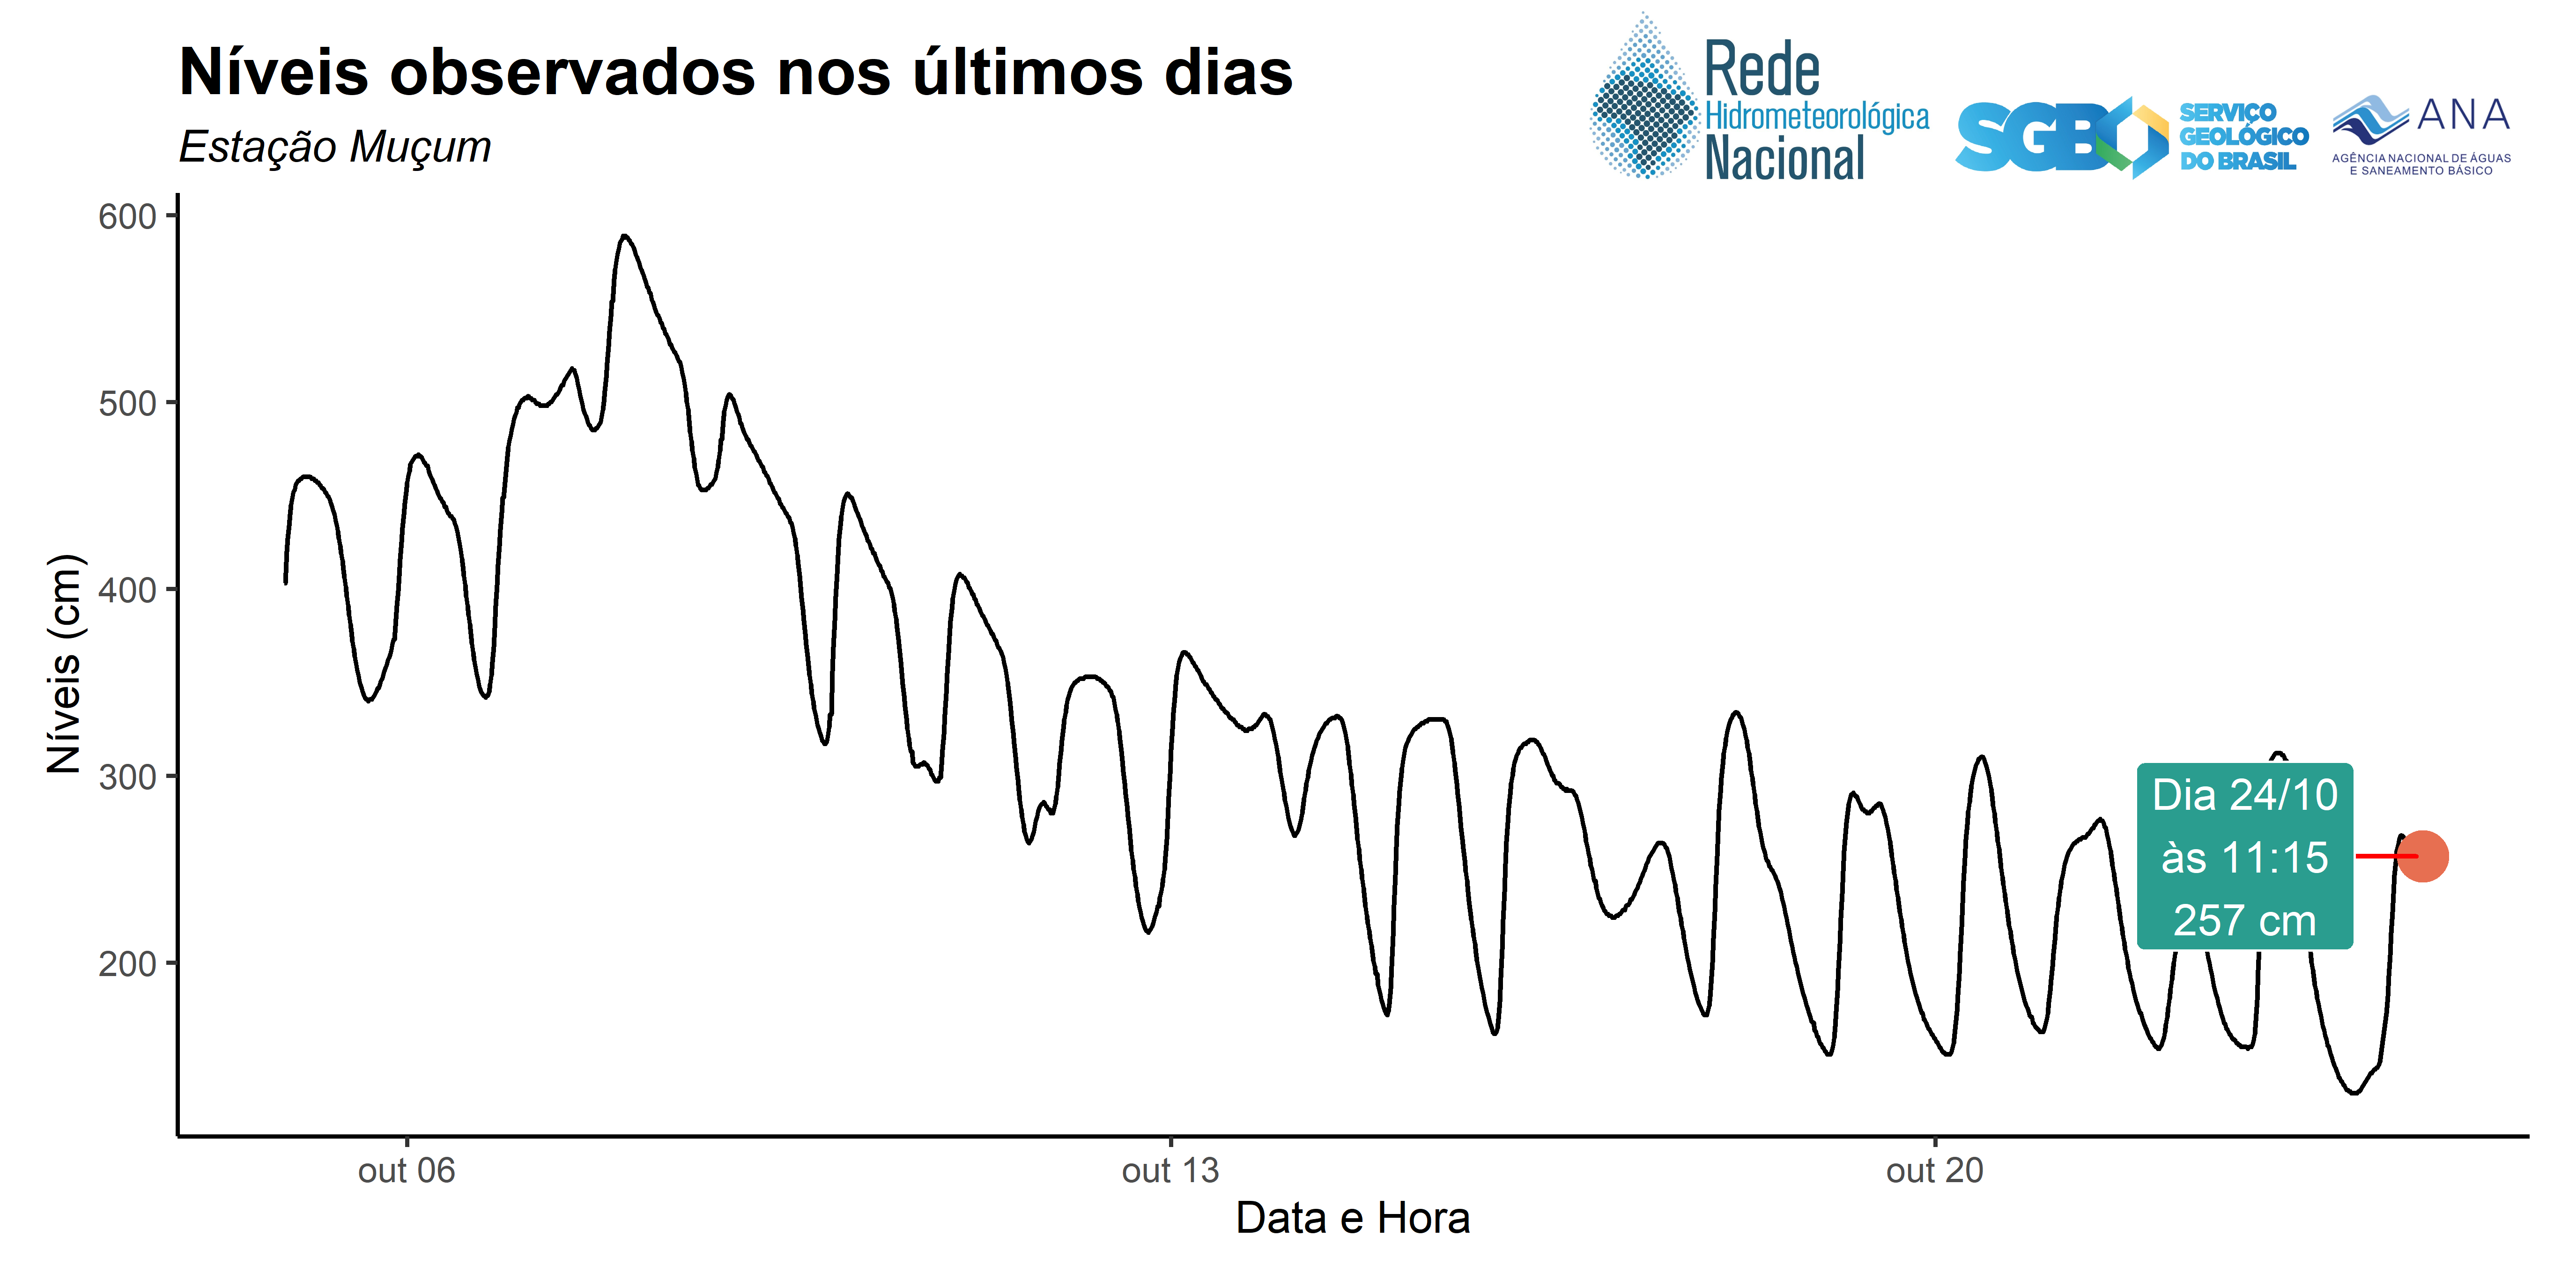 Níveis observados nos últimos dias
Estação Muçum
Rede
Hidrometeorológica
Nacional
SGB
SERVIÇO
GEOLÓGICO
DO BRASIL
ANA
AGÊNCIA NACIONAL DE ÁGUAS
E SANEAMENTO BÁSICO
600
500
400
300
200
Níveis (cm)
Dia 24/10
às 11:15
257 cm
out 06
out 13
out 20
Data e Hora